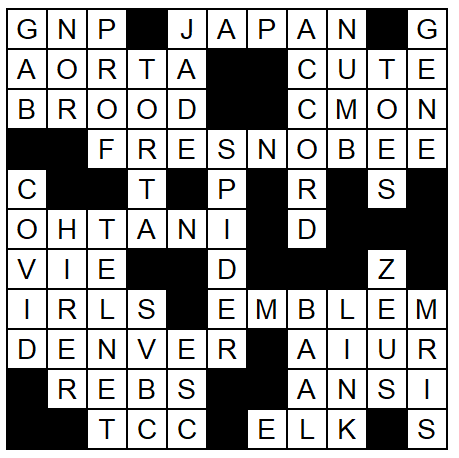 GNP JAPAN G
AORTA CUTE
BROOD CMON
FRESNOBEE
C T P R S
OHTANI D
VIE D Z
IRLS EMBLEM
DENVER AIUR
REBS ANSI
TCC ELK S